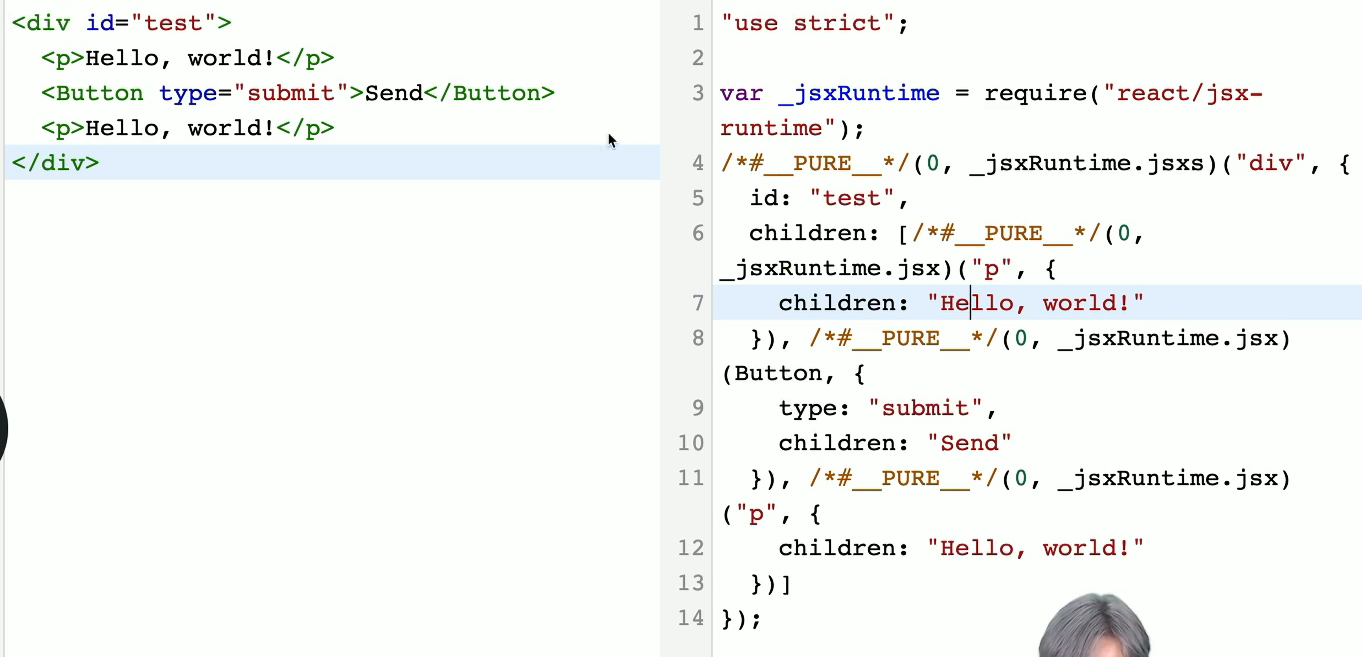 <div id="test">
  <p>Hello, world!</p>
  <Button type="submit">Send</Button>
  <p>Hello, world!</p>
</div>
1 "use strict";
2
3 var _jsxRuntime = require("react/jsx-
runtime");
4 /*#__PURE__*/(0, _jsxRuntime.jsxs)("div", {
5   id: "test",
6   children: [/*#__PURE__*/(0,
_jsxRuntime.jsx)("p", {
7     children: "Hello, world!"
8   }), /*#__PURE__*/(0, _jsxRuntime.jsx)
(Button, {
9     type: "submit",
10     children: "Send"
11   }), /*#__PURE__*/(0, _jsxRuntime.jsx)
("p", {
12     children: "Hello, world!"
13   })]
14 });